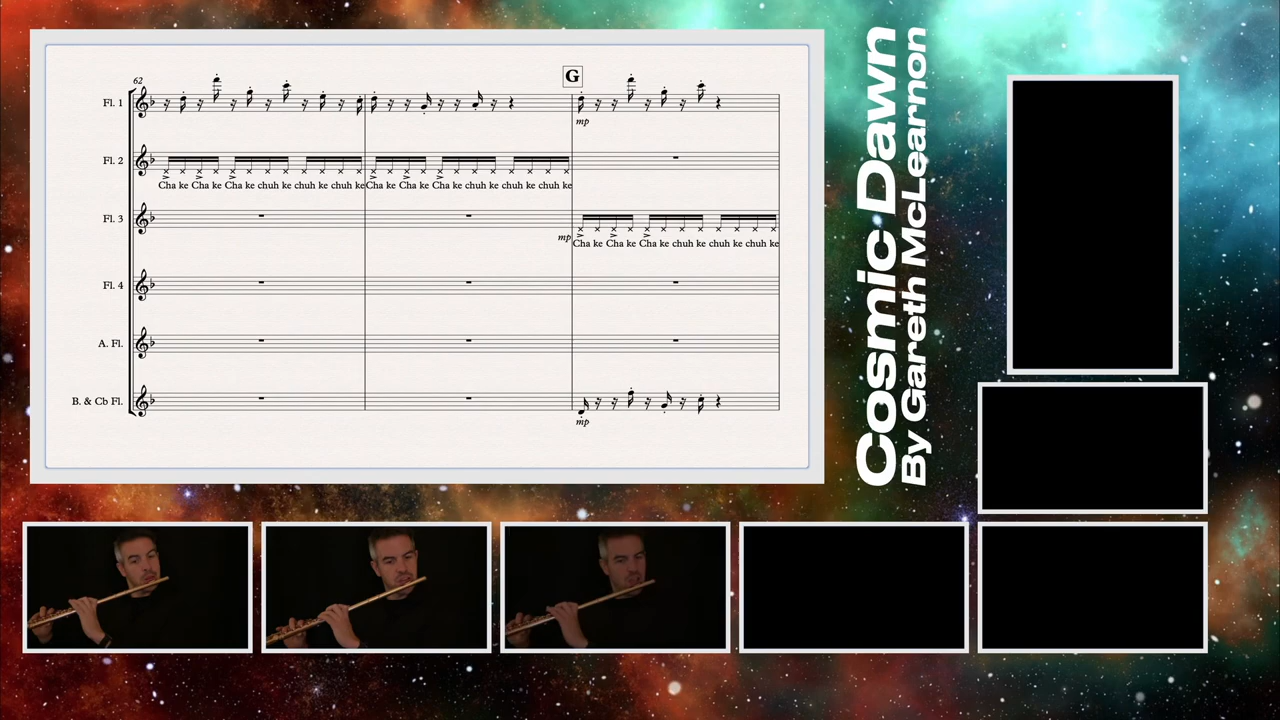 62
G
Fl. 1
mp
Fl. 2
Cha ke Cha ke Cha ke chuh ke chuh ke chuh ke Cha ke Cha ke Cha ke chuh ke chuh ke chuh ke
Fl. 3
mp
Cha ke Cha ke Cha ke chuh ke chuh ke chuh ke
Fl. 4
A. Fl.
B. & Cb Fl.
mp
Cosmic Dawn
By Gareth McLearnon